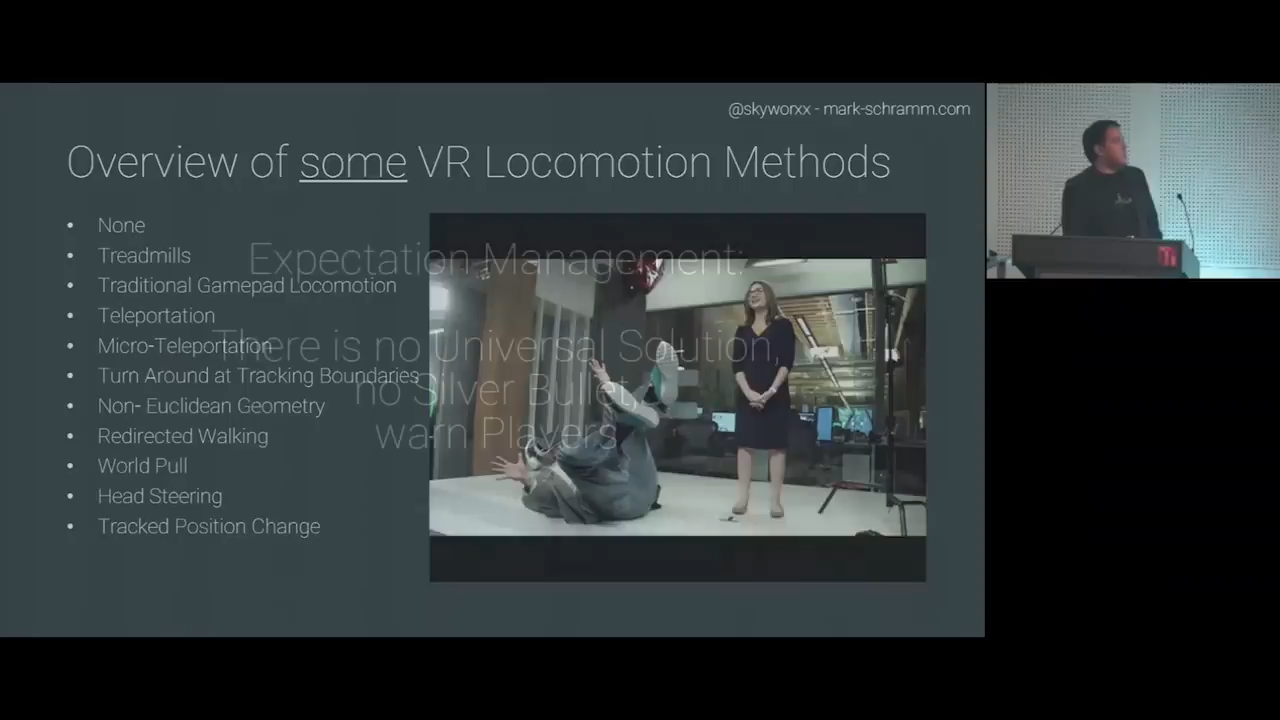 @skyworxx - mark-schramm.com
Overview of some VR Locomotion Methods
• None
• Treadmills
• Traditional Gamepad Locomotion
• Teleportation
• Micro-Teleportation
• Turn Around at Tracking Boundaries
• Non- Euclidean Geometry
• Redirected Walking
• World Pull
• Head Steering
• Tracked Position Change
Expectation Management:
There is no Universal Solution,
no Silver Bullet,
warn Players